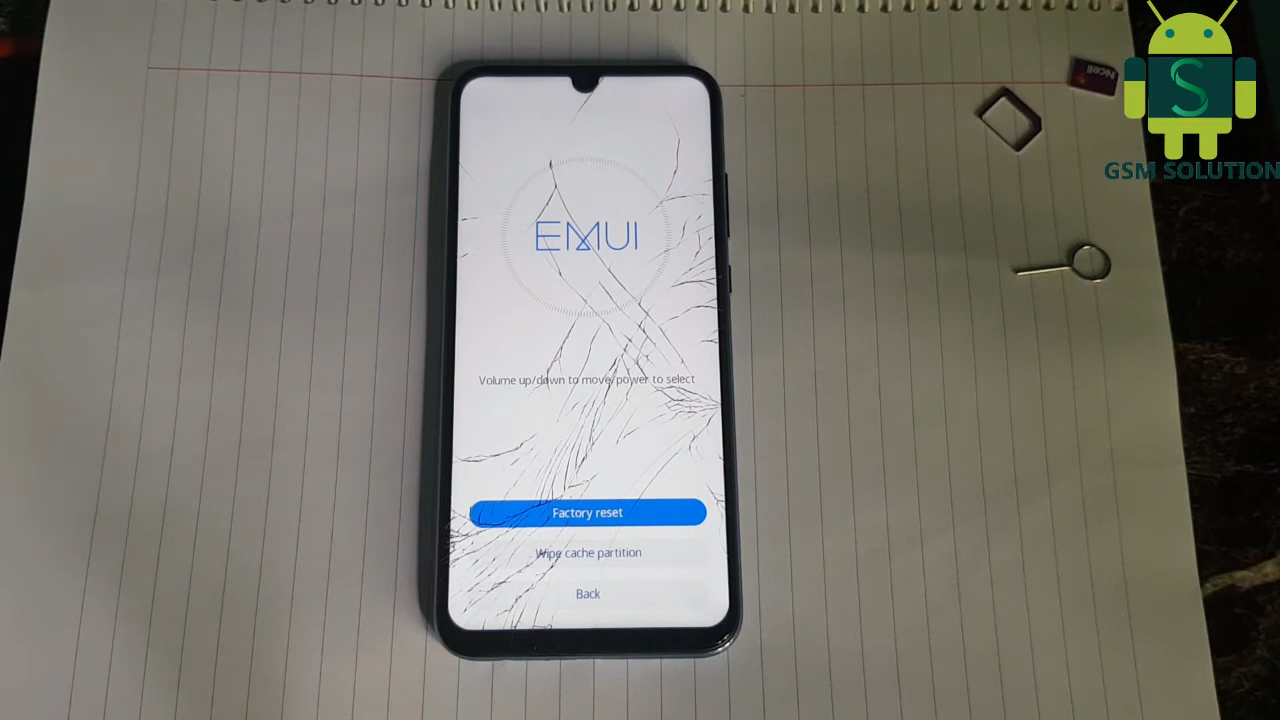 Ncell
S
GSM SOLUTION
EMUI
Volume up/down to move/power to select
Factory reset
Wipe cache partition
Back